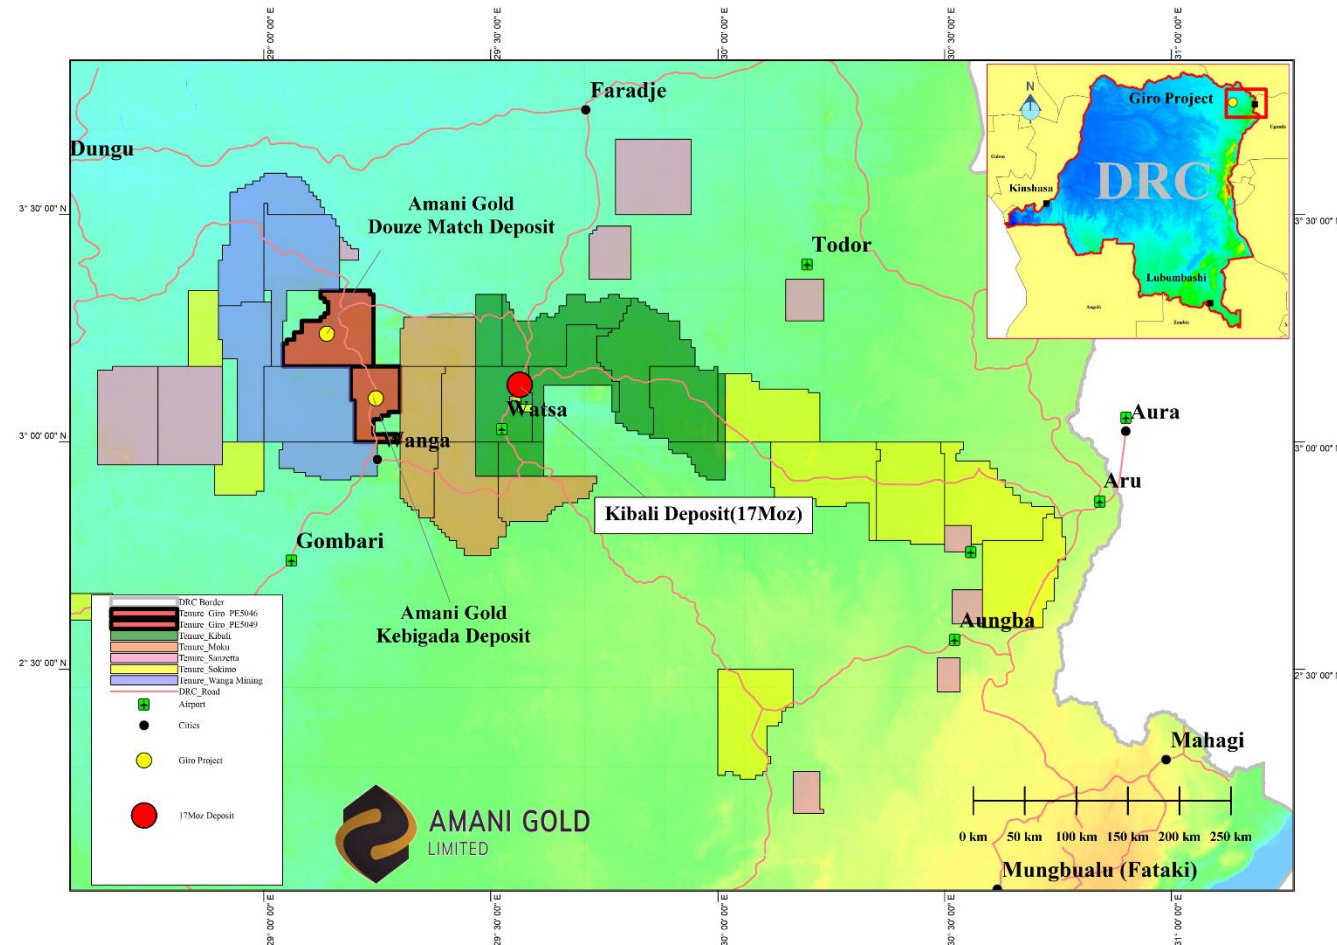 29° 00' 00" E
29° 30' 00" E
30° 00' 00" E
30° 30' 00" E
31° 00' 00" E
Faradje
Dungu
Amani Gold
Douze Match Deposit
Todor
3° 30' 00" N
3° 30' 00" N
N
Giro Project
Uganda
Gabon
DRC
Kinshasa
Lubumbashi
Angola
Zambia
Watsa
Wanga
Aura
3° 00' 00" N
3° 00' 00" N
Aru
Kibali Deposit(17Moz)
Gombari
Amani Gold
Kebigada Deposit
Aungba
2° 30' 00" N
2° 30' 00" N
DRC Border
Tenure_Giro_PE5046
Tenure_Giro_PE5049
Tenure_Kibali
Tenure_Moku
Tenure_Sanzetta
Tenure_Sokimo
Tenure_Wanga Mining
DRC_Road
Airport
Cities
Giro Project
17Moz Deposit
AMANI GOLD
LIMITED
Mahagi
0 km 50 km 100 km 150 km 200 km 250 km
Mungbualu (Fataki)
29° 00' 00" E
29° 30' 00" E
30° 00' 00" E
30° 30' 00" E
31° 00' 00" E